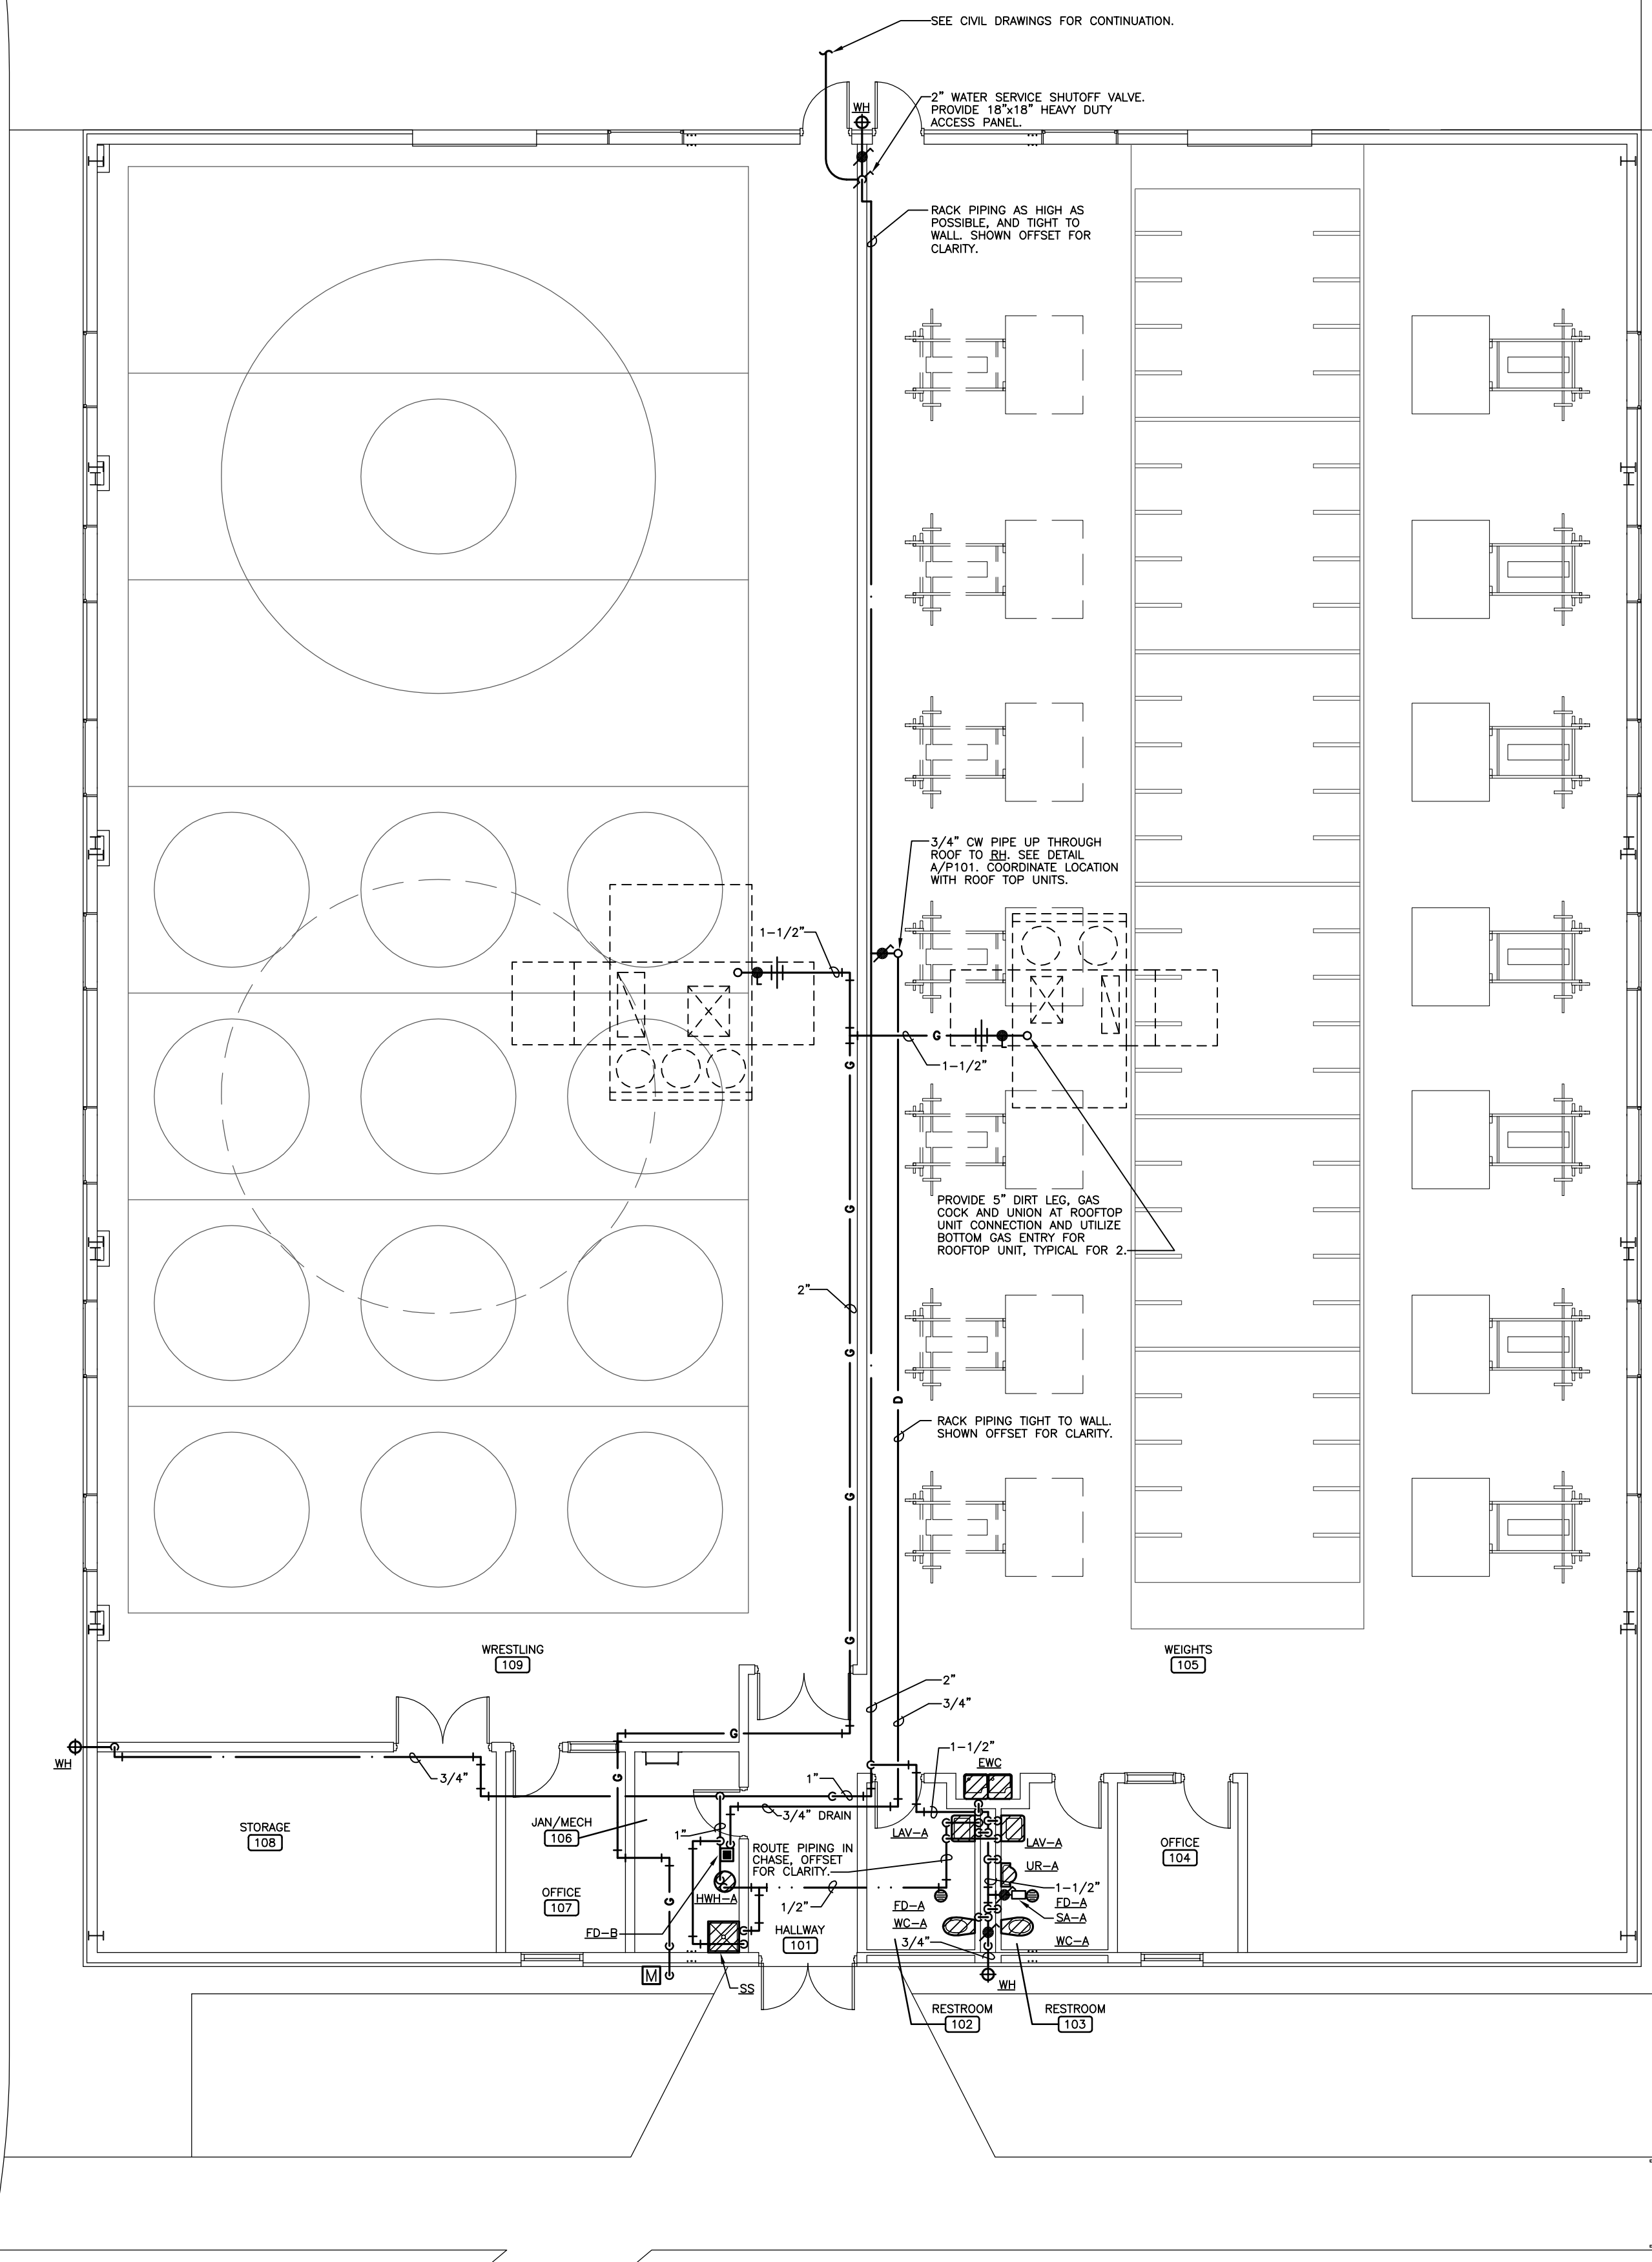 SEE CIVIL DRAWINGS FOR CONTINUATION.
WH
2" WATER SERVICE SHUTOFF VALVE.
PROVIDE 18"x18" HEAVY DUTY
ACCESS PANEL.
RACK PIPING AS HIGH AS
POSSIBLE, AND TIGHT TO
WALL. SHOWN OFFSET FOR
CLARITY.
3/4" CW PIPE UP THROUGH
ROOF TO RH. SEE DETAIL
A/P101. COORDINATE LOCATION
WITH ROOF TOP UNITS.
1-1/2"
G
1-1/2"
G
PROVIDE 5" DIRT LEG, GAS
COCK AND UNION AT ROOFTOP
UNIT CONNECTION AND UTILIZE
BOTTOM GAS ENTRY FOR
ROOFTOP UNIT, TYPICAL FOR 2.
G
2"
G
D
RACK PIPING TIGHT TO WALL.
SHOWN OFFSET FOR CLARITY.
G
G
WRESTLING
109
WEIGHTS
105
2"
3/4"
G
1-1/2"
WH
EWC
3/4"
G
1"
3/4" DRAIN
STORAGE
108
JAN/MECH
106
1"
ROUTE PIPING IN
CHASE, OFFSET
FOR CLARITY.
LAV-A
LAV-A
OFFICE
104
UR-A
OFFICE
107
G
HWH-A
1/2"
1-1/2"
FD-A
FD-A
SA-A
WC-A
FD-B
HALLWAY
101
3/4"
WC-A
M
SS
WH
RESTROOM
102
RESTROOM
103